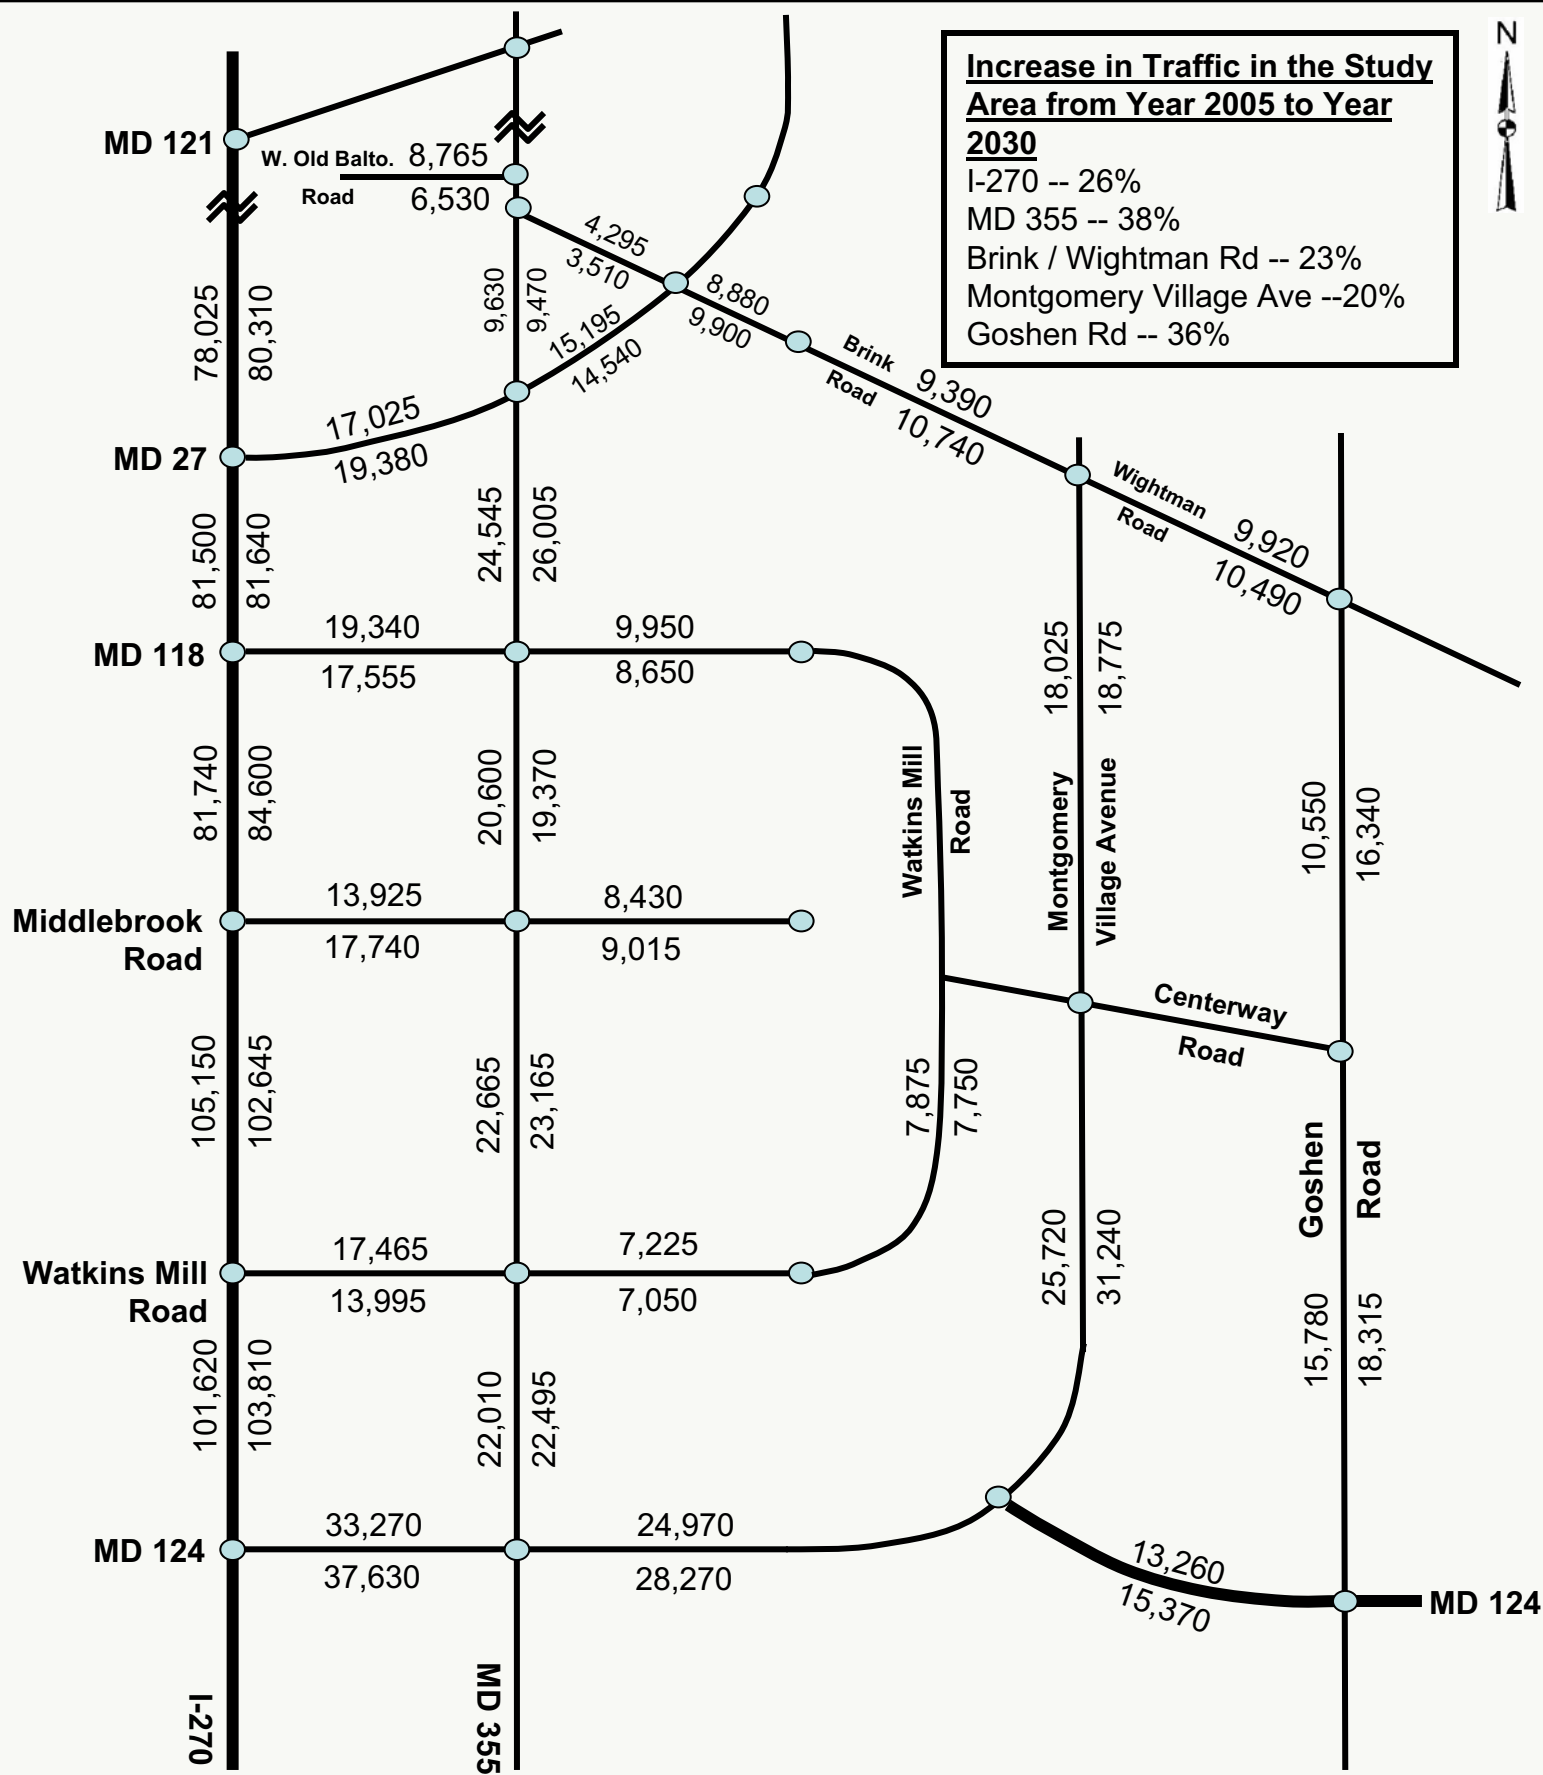 N
Increase in Traffic in the Study
Area from Year 2005 to Year
2030
I-270 -- 26%
MD 355 -- 38%
Brink / Wightman Rd -- 23%
Montgomery Village Ave --20%
Goshen Rd -- 36%
MD 121
W. Old Balto. 8,765
Road 6,530
4,295
3,510
8,880
9,900
78,025
80,310
9,630
9,470
15,195
14,540
Brink
Road
9,390
10,740
17,025
19,380
MD 27
Wightman
Road
9,920
10,490
81,500
81,640
24,545
26,005
19,340
9,950
MD 118
17,555
8,650
18,025
18,775
81,740
84,600
20,600
19,370
Watkins Mill
Road
Montgomery
Village Avenue
10,550
16,340
13,925
8,430
Middlebrook
Road
17,740
9,015
Centerway
Road
105,150
102,645
22,665
23,165
7,875
7,750
Goshen
Road
17,465
7,225
Watkins Mill
Road
13,995
7,050
25,720
31,240
15,780
18,315
101,620
103,810
22,010
22,495
33,270
24,970
MD 124
37,630
28,270
13,260
15,370
MD 124
I-270
MD 355